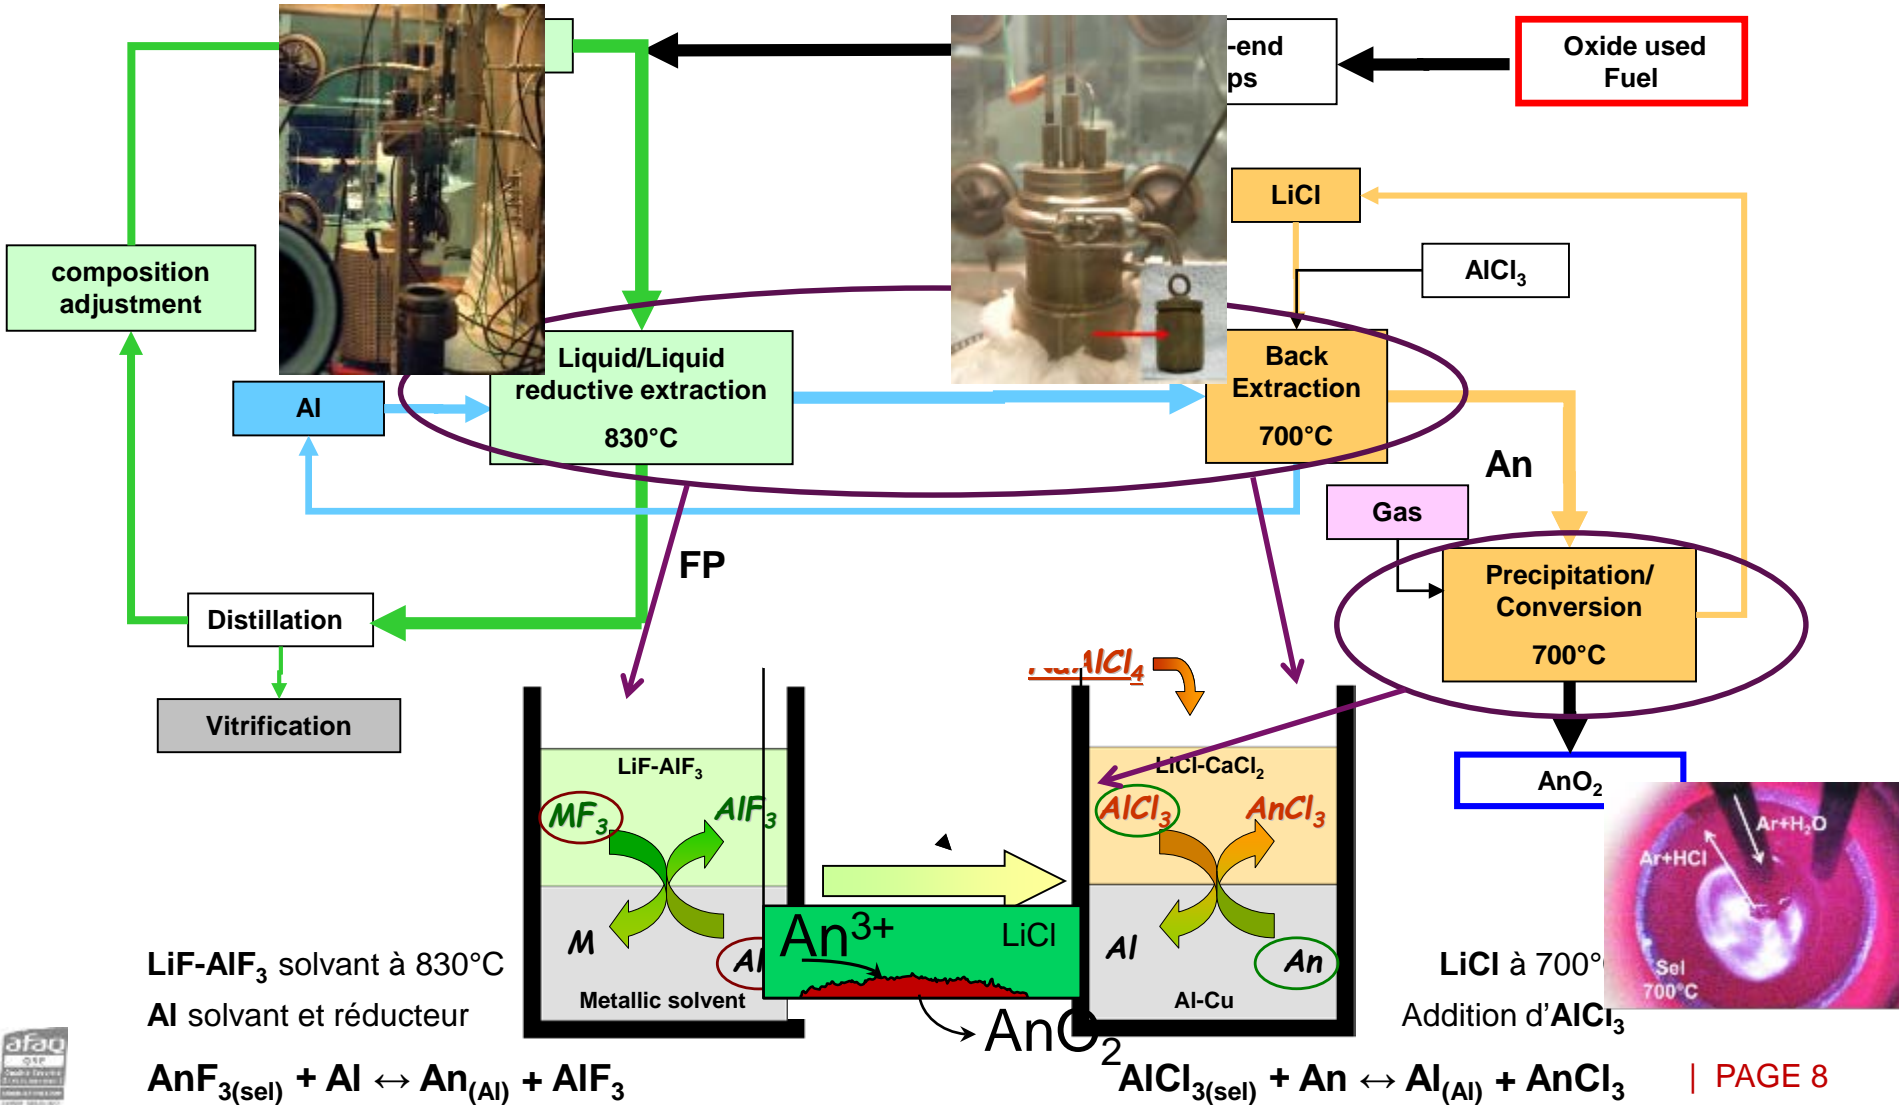 -end
ps
Oxide used
Fuel
LiCl
AlCl3
composition
adjustment
Liquid/Liquid
reductive extraction
830°C
Back
Extraction
700°C
Al
An
Gas
FP
Precipitation/
Conversion
700°C
Distillation
Vitrification
AlCl4
AnO2
LiF-AlF3
MF3
AlF3
M
Al
Metallic solvent
An3+
LiCl
AnO2
LiCl-CaCl2
AlCl3
AnCl3
Al
An
Al-Cu
Ar+H2O
Ar+HCl
Sel
700°C
LiF-AlF3 solvant à 830°C
Al solvant et réducteur
AnF3(sel) + Al ↔ An(Al) + AlF3
LiCl à 700°
Addition d'AlCl3
AlCl3(sel) + An ↔ Al(Al) + AnCl3
| PAGE 8
afaq